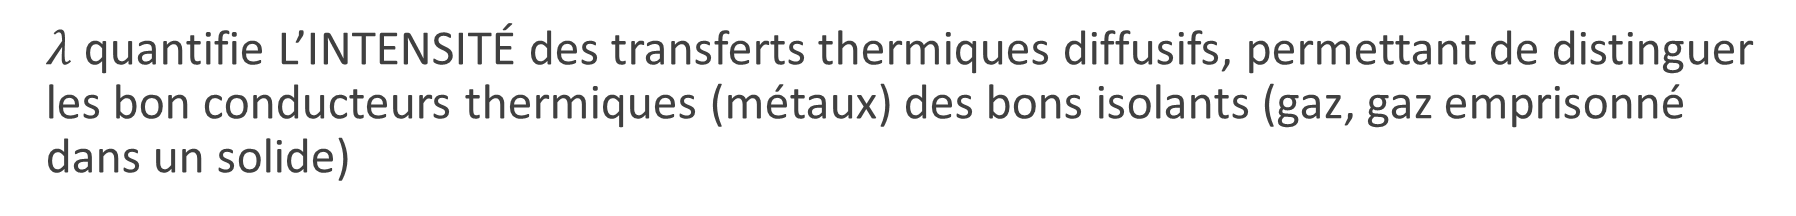 λ quantifie L’INTENSITÉ des transferts thermiques diffusifs, permettant de distinguer
les bon conducteurs thermiques (métaux) des bons isolants (gaz, gaz emprisonné
dans un solide)